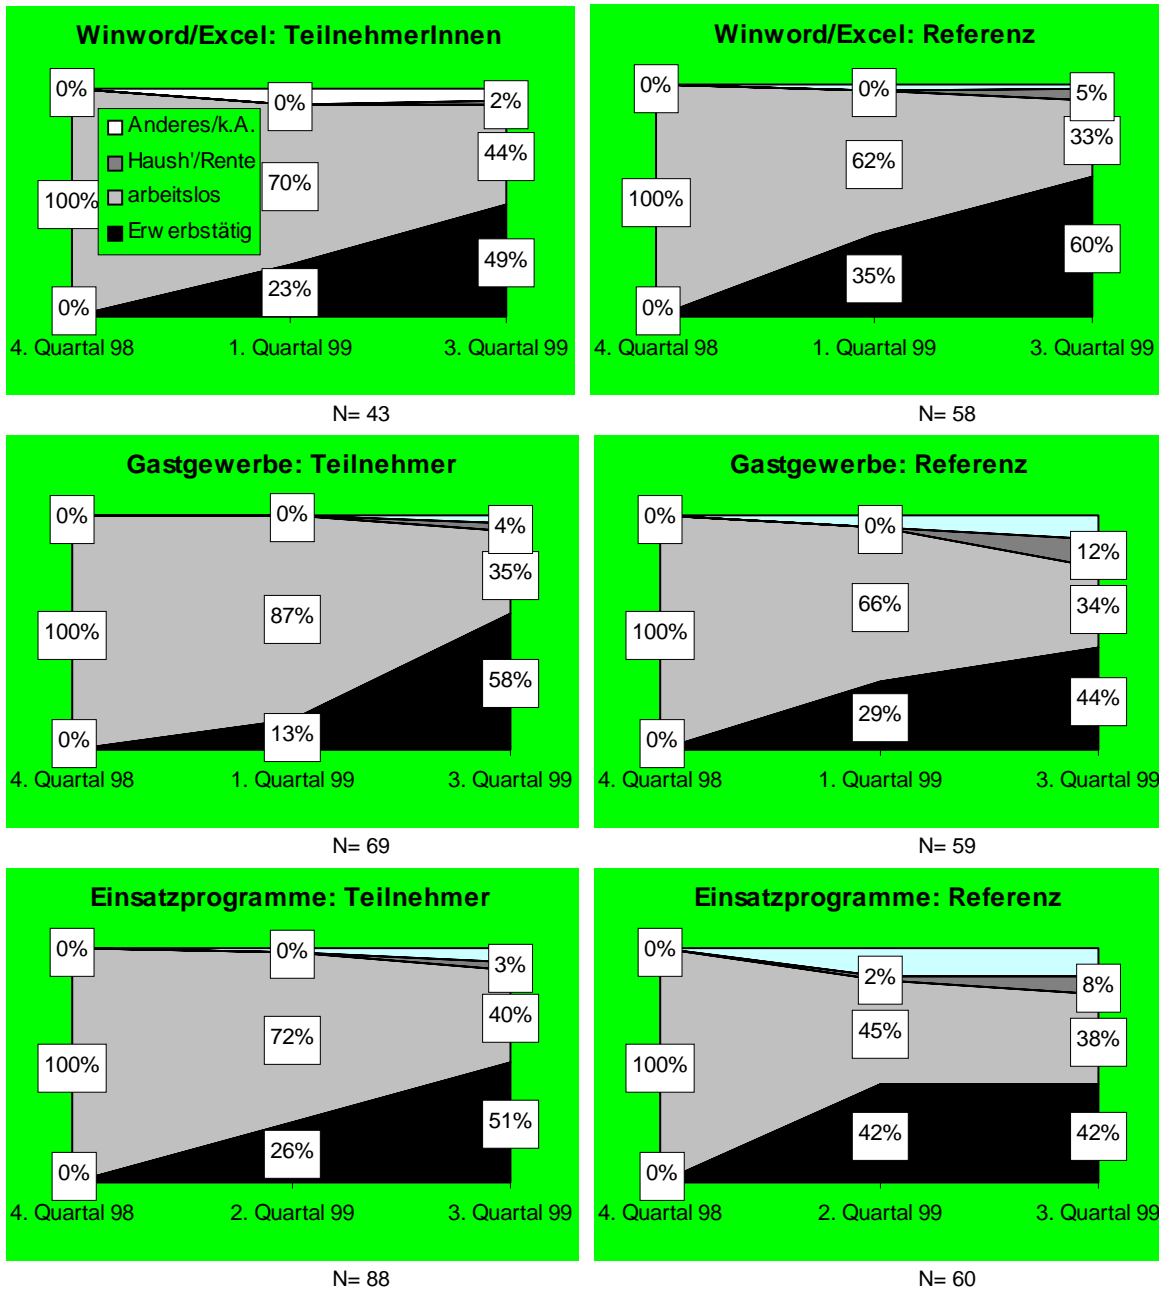 Winword/Excel: TeilnehmerInnen
0%
0%
2%
Anderes/k.A.
Haush'/Rente
arbeitslos
Erwerbstätig
44%
70%
100%
49%
23%
0%
4. Quartal 98 1. Quartal 99 3. Quartal 99
N= 43
Winword/Excel: Referenz
0%
0%
5%
33%
62%
100%
60%
35%
0%
4. Quartal 98 1. Quartal 99 3. Quartal 99
N= 58
Gastgewerbe: Teilnehmer
0%
0%
4%
35%
87%
100%
58%
13%
0%
4. Quartal 98 1. Quartal 99 3. Quartal 99
N= 69
Gastgewerbe: Referenz
0%
0%
12%
66%
34%
100%
44%
29%
0%
4. Quartal 98 1. Quartal 99 3. Quartal 99
N= 59
Einsatzprogramme: Teilnehmer
0%
0%
3%
40%
72%
100%
51%
26%
0%
4. Quartal 98 2. Quartal 99 3. Quartal 99
N= 88
Einsatzprogramme: Referenz
0%
2%
8%
45%
38%
100%
42%
42%
0%
4. Quartal 98 2. Quartal 99 3. Quartal 99
N= 60